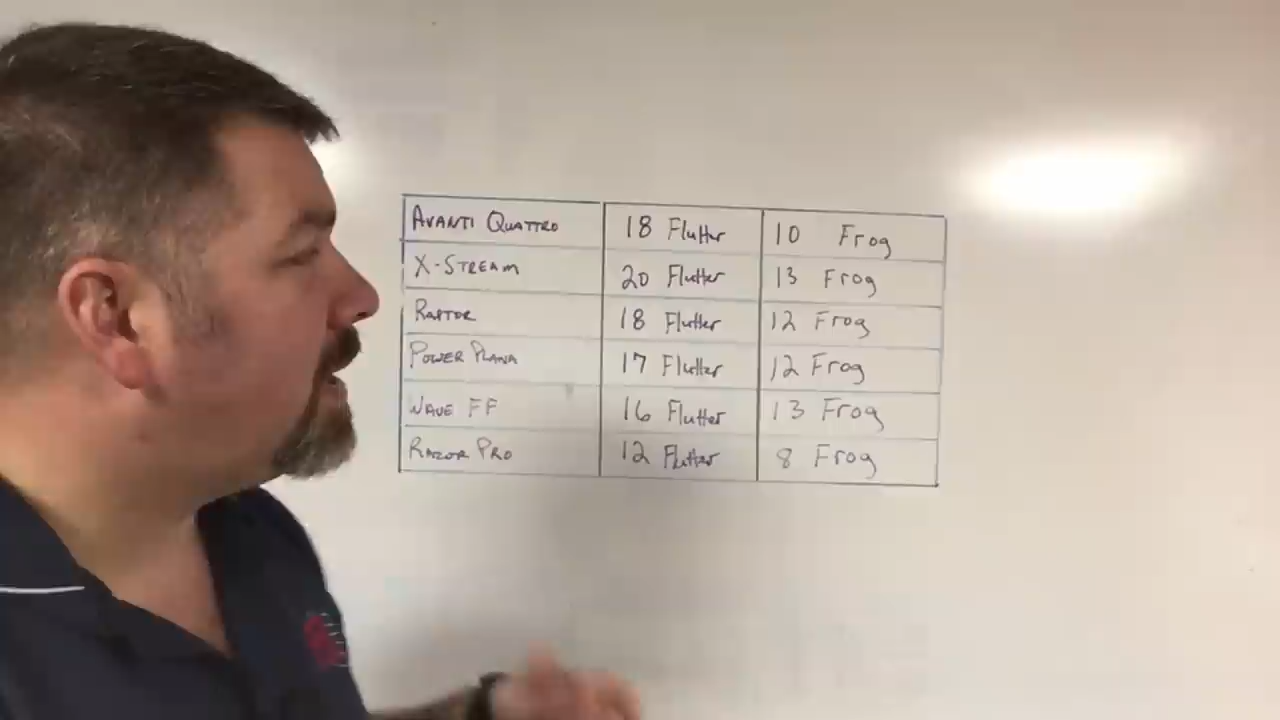 AVANTI QUATTRO 18 Flutter 10 Frog
X-STREAM 20 Flutter 13 Frog
RAPTOR 18 Flutter 12 Frog
POWER PLANA 17 Flutter 12 Frog
WAVE FF 16 Flutter 13 Frog
RAZOR PRO 12 Flutter 8 Frog